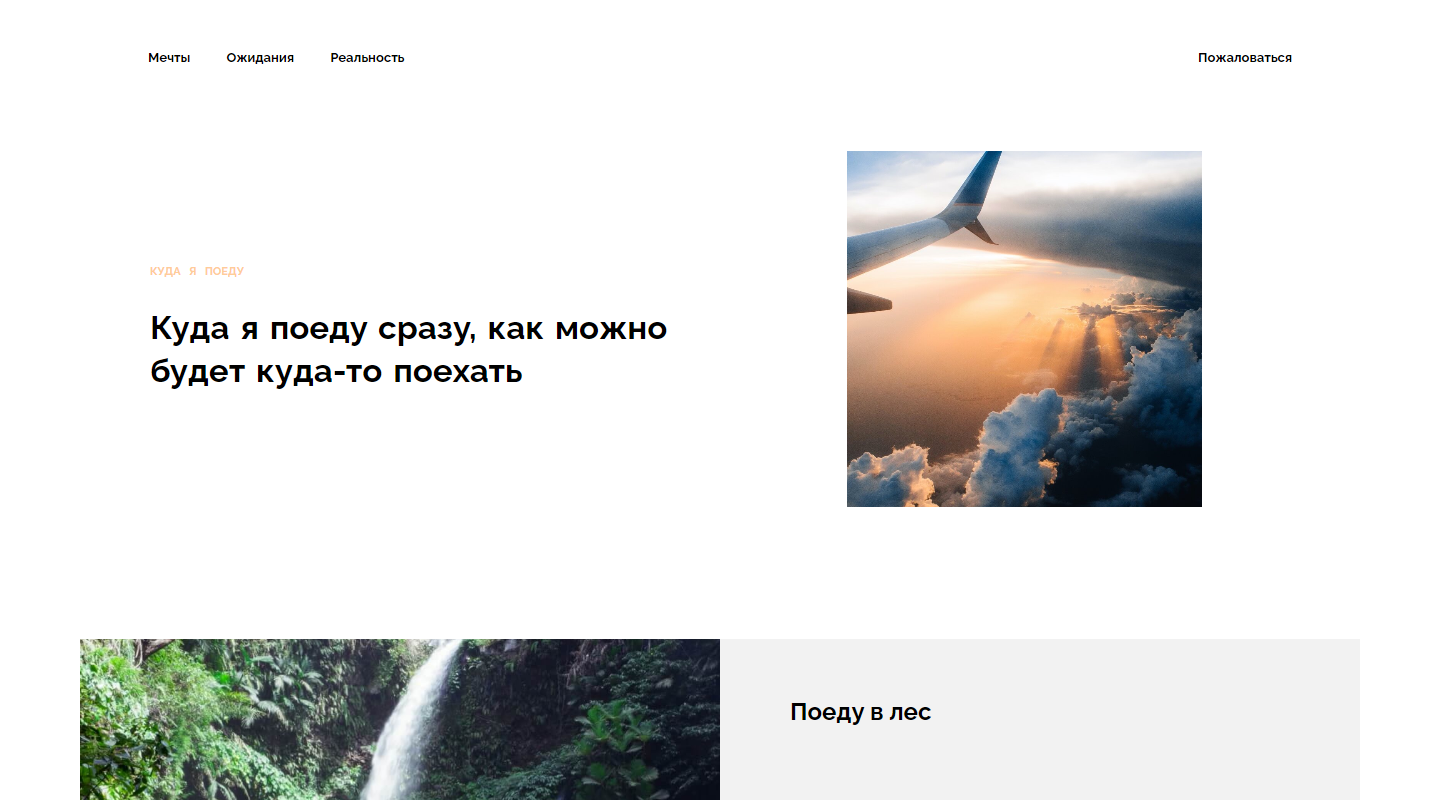 Мечты Ожидания Реальность Пожаловаться
КУДА Я ПОЕДУ
Куда я поеду сразу, как можно
будет куда-то поехать
Поеду в лес